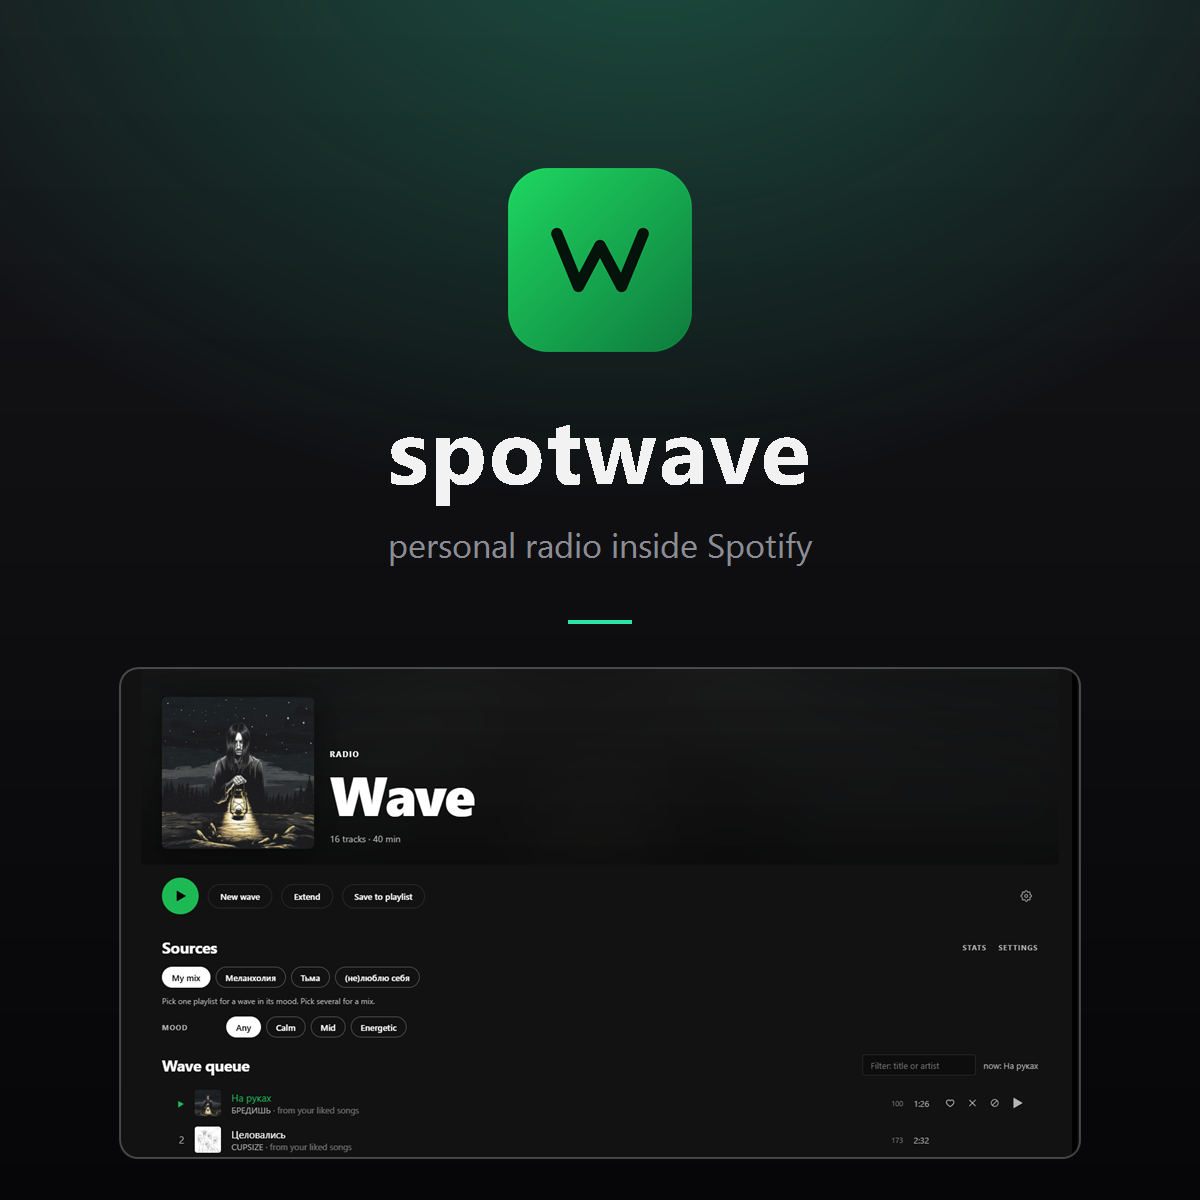 W
spotwave
personal radio inside Spotify
RADIO
Wave
16 tracks · 40 min
New wave Extend Save to playlist
Sources STATS SETTINGS
My mix Меланхолия Тьма (не)люблю себя
Pick one playlist for a wave in its mood. Pick several for a mix.
MOOD Any Calm Mid Energetic
Wave queue Filter: title or artist now: На руках
На руках
БРЕДИШЬ · from your liked songs 100 1:26
2 Целовались
CUPSIZE · from your liked songs 173 2:32